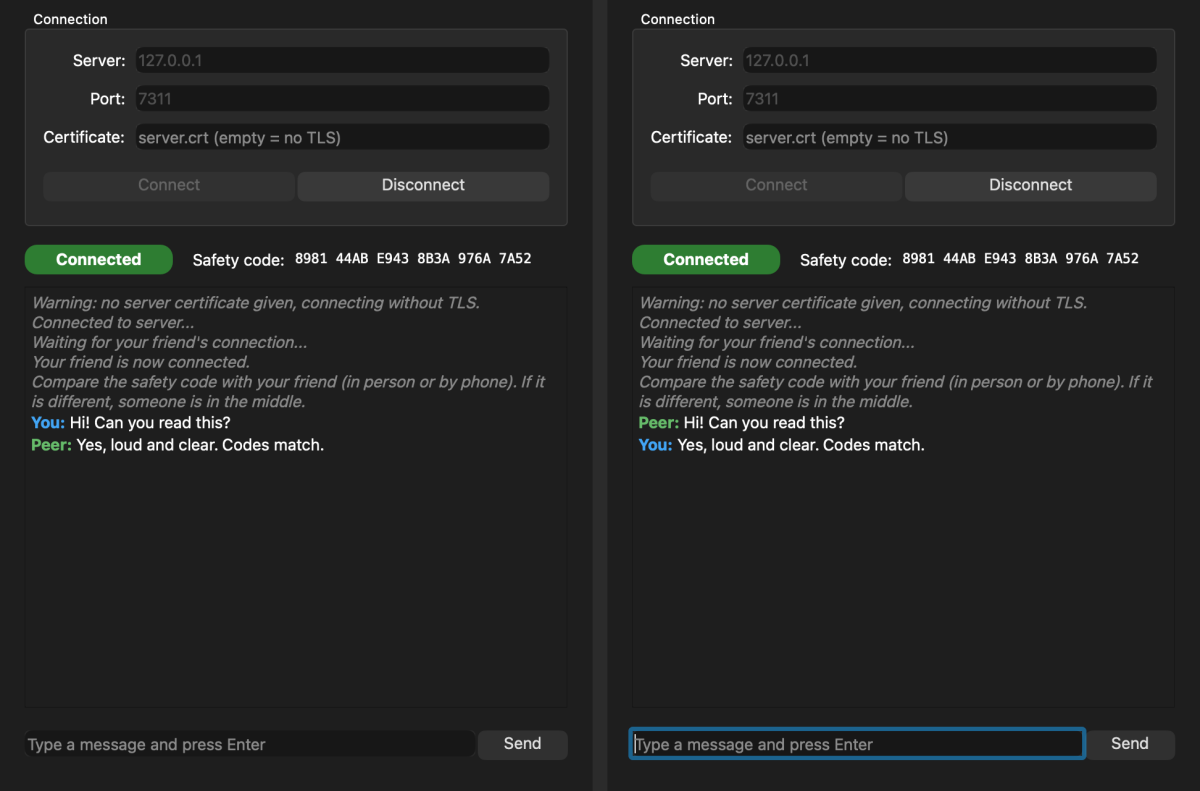 Connection
Server: 127.0.0.1
Port: 7311
Certificate: server.crt (empty = no TLS)
Connect Disconnect
Connected Safety code: 8981 44AB E943 8B3A 976A 7A52
Warning: no server certificate given, connecting without TLS.
Connected to server...
Waiting for your friend's connection...
Your friend is now connected.
Compare the safety code with your friend (in person or by phone). If it
is different, someone is in the middle.
You: Hi! Can you read this?
Peer: Yes, loud and clear. Codes match.
Type a message and press Enter Send
Connection
Server: 127.0.0.1
Port: 7311
Certificate: server.crt (empty = no TLS)
Connect Disconnect
Connected Safety code: 8981 44AB E943 8B3A 976A 7A52
Warning: no server certificate given, connecting without TLS.
Connected to server...
Waiting for your friend's connection...
Your friend is now connected.
Compare the safety code with your friend (in person or by phone). If it
is different, someone is in the middle.
Peer: Hi! Can you read this?
You: Yes, loud and clear. Codes match.
Type a message and press Enter Send